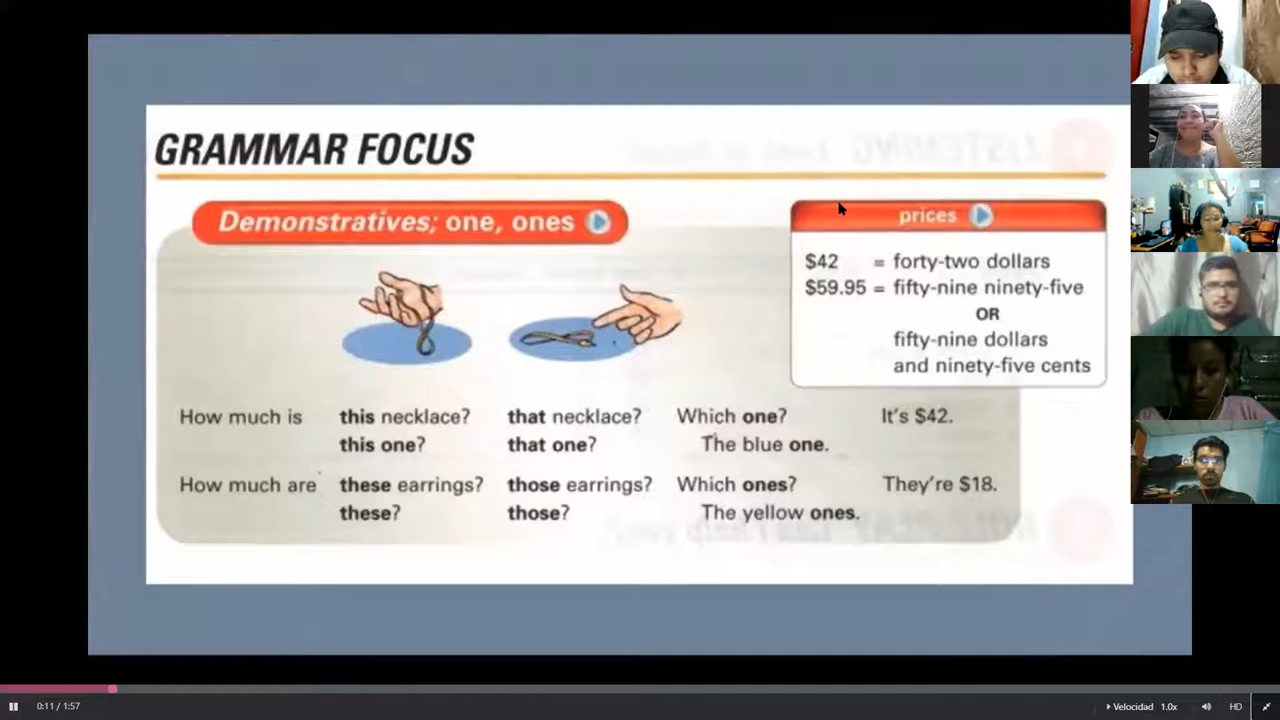 GRAMMAR FOCUS
Demonstratives; one, ones
prices
$42 = forty-two dollars
$59.95 = fifty-nine ninety-five
OR
fifty-nine dollars
and ninety-five cents
How much is this necklace? that necklace? Which one? It's $42.
this one? that one? The blue one.
How much are these earrings? those earrings? Which ones? They're $18.
these? those? The yellow ones.
0:11 / 1:57
Velocidad 1.0x
HD